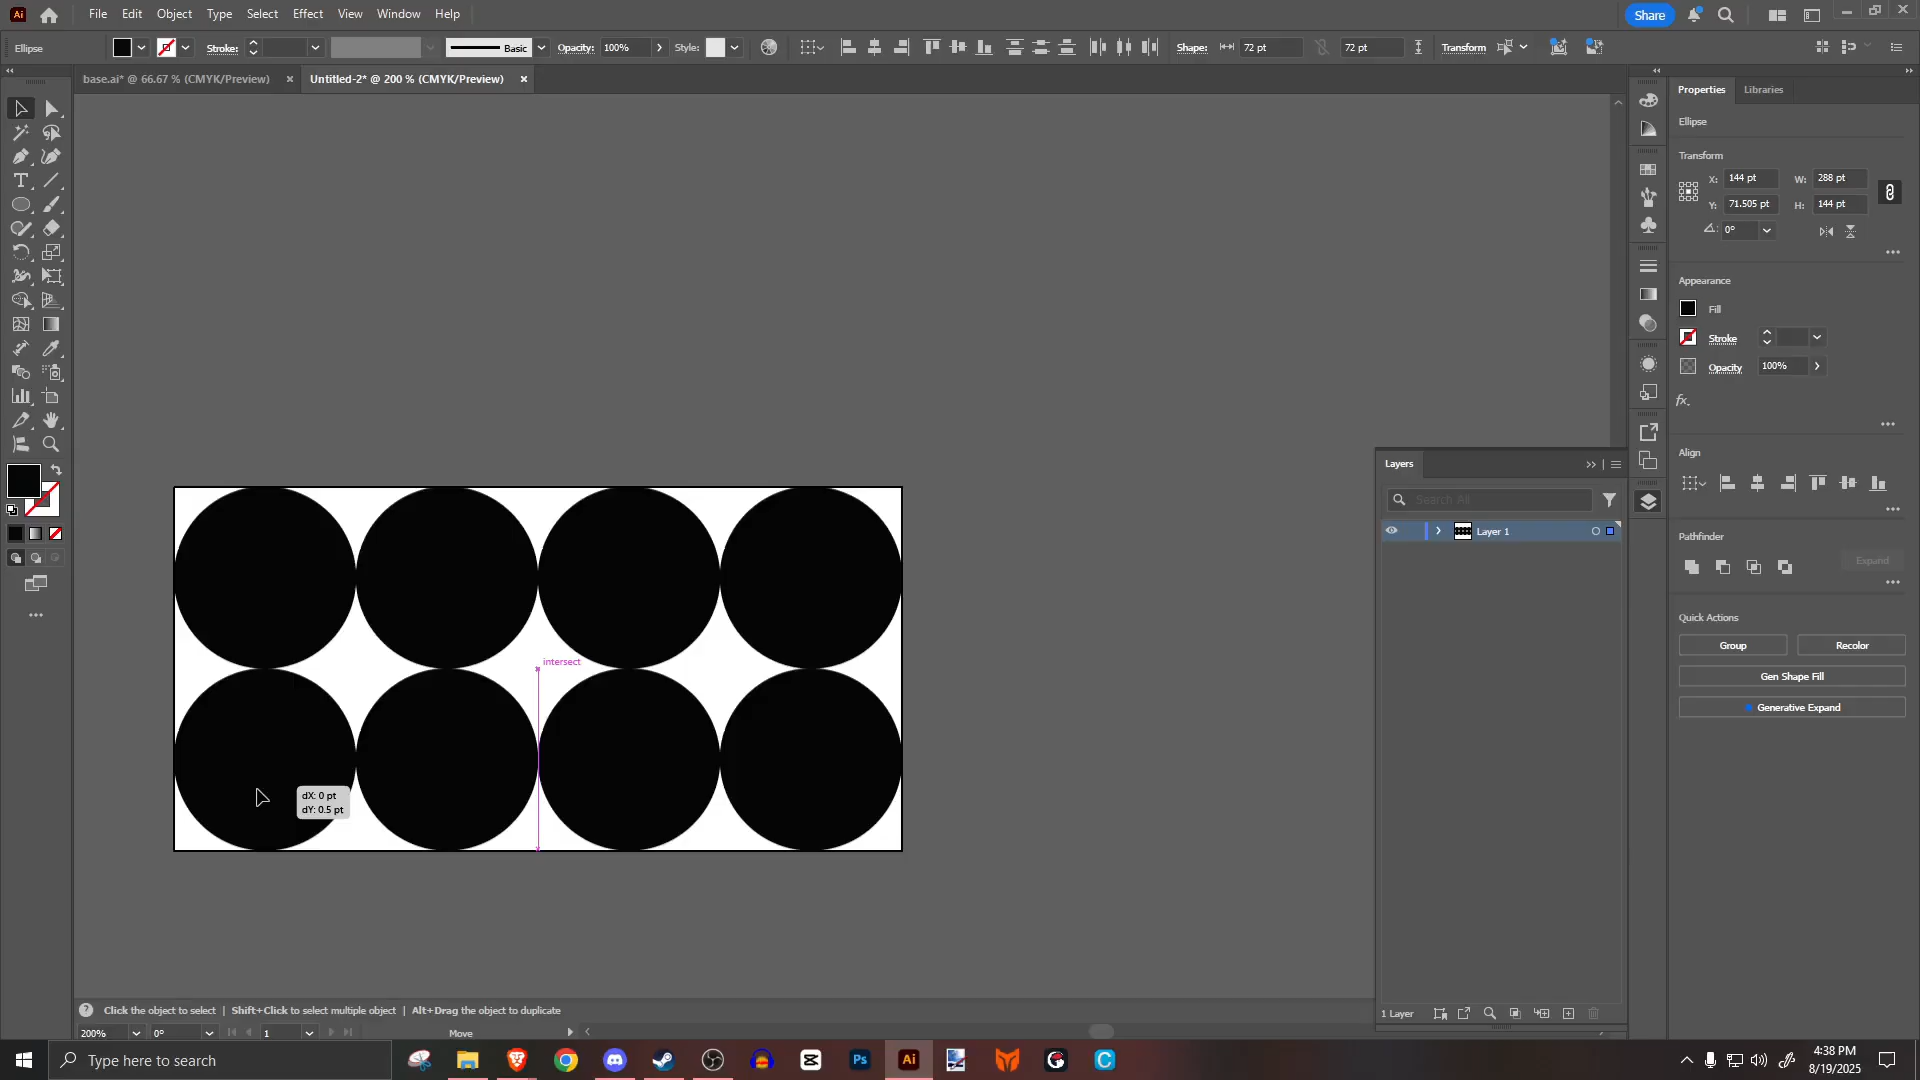 Ai File Edit Object Type Select Effect View Window Help Share
Ellipse Stroke: Basic Opacity: 100% Style: Shape: 72 pt 72 pt Transform
base.ai* @ 66.67 % (CMYK/Preview) × Untitled-2* @ 200 % (CMYK/Preview) ×
Properties Libraries
Ellipse
Transform
X: 144 pt W: 288 pt
Y: 71.505 pt H: 144 pt
0°
Appearance
Fill
Stroke
Opacity 100%
fx.
Align
Pathfinder
Expand
Quick Actions
Group Recolor
Gen Shape Fill
Generative Expand
Layers
Search All
Layer 1
1 Layer
intersect
dX: 0 pt
dY: 0.5 pt
Click the object to select | Shift+Click to select multiple object | Alt+Drag the object to duplicate
200% 0° 1 Move
Type here to search
Ps Ai C
4:38 PM
8/19/2025